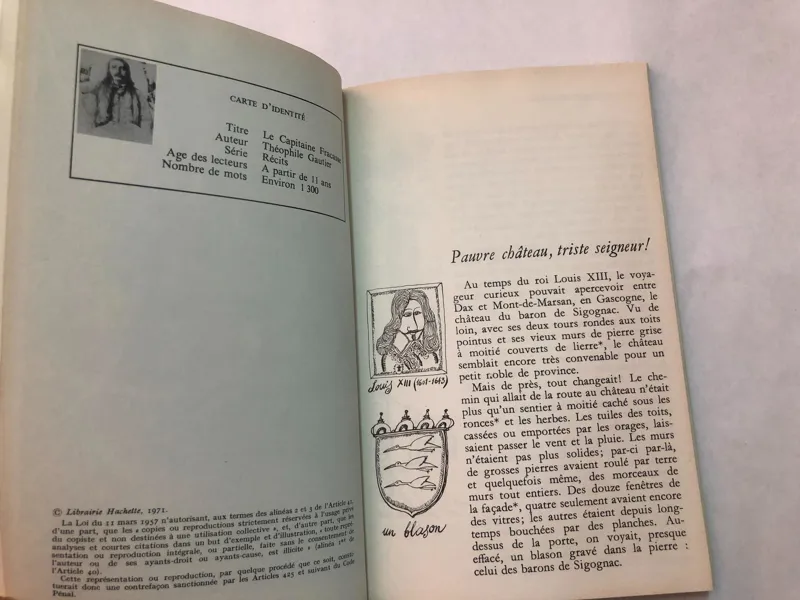 CARTE D'IDENTITÉ
Titre Le Capitaine Fracasse
Auteur Théophile Gautier
Série Récits
Age des lecteurs A partir de 11 ans
Nombre de mots Environ 1 300
© Librairie Hachette, 1971.
La Loi du 11 mars 1957 n'autorisant, aux termes des alinéas 2 et 3 de l'Article 41,
d'une part, que les « copies ou reproductions strictement réservées à l'usage privé
du copiste et non destinées à une utilisation collective », et, d'autre part, que les
analyses et courtes citations dans un but d'exemple et d'illustration, « toute repré-
sentation ou reproduction intégrale, ou partielle, faite sans le consentement de
l'auteur ou de ses ayants-droit ou ayants-cause, est illicite » (alinéa 1er de
l'Article 40).
Cette représentation ou reproduction, par quelque procédé que ce soit, consti-
tuerait donc une contrefaçon sanctionnée par les Articles 425 et suivant du Code
Pénal.
Pauvre château, triste seigneur!
Au temps du roi Louis XIII, le voya-
geur curieux pouvait apercevoir entre
Dax et Mont-de-Marsan, en Gascogne, le
château du baron de Sigognac. Vu de
loin, avec ses deux tours rondes aux toits
pointus et ses vieux murs de pierre grise
à moitié couverts de lierre*, le château
semblait encore très convenable pour un
petit noble de province.
Mais de près, tout changeait! Le che-
min qui allait de la route au château n'était
plus qu'un sentier à moitié caché sous les
ronces* et les herbes. Les tuiles des toits,
cassées ou emportées par les orages, lais-
saient passer le vent et la pluie. Les murs
n'étaient pas plus solides; par-ci: par-là,
de grosses pierres avaient roulé par terre
et quelquefois même, des morceaux de
murs tout entiers. Des douze fenêtres de
la façade*, quatre seulement avaient encore
des vitres; les autres étaient depuis long-
temps bouchées par des planches. Au-
dessus de la porte, on voyait, presque
effacé, un blason gravé dans la pierre :
celui des barons de Sigognac.
Louis XIII (1601-1643)
un blason